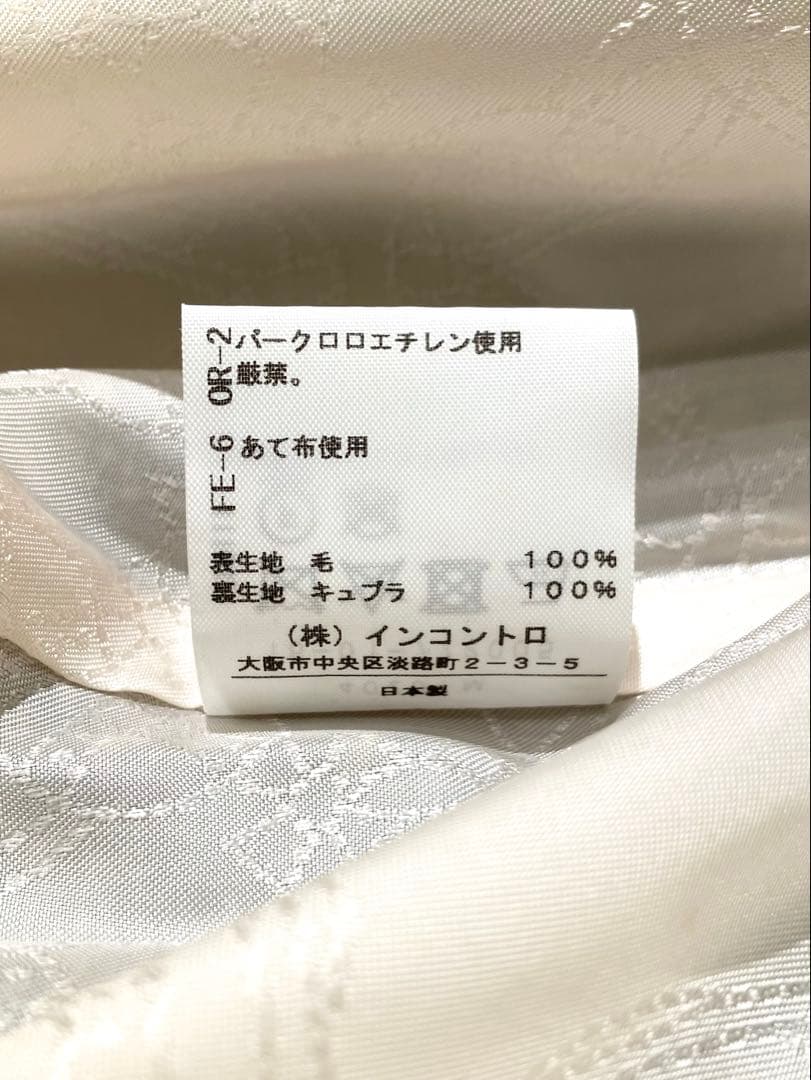 OR-2 パークロロエチレン使用
厳禁。
FE-6 あて布使用
表生地 毛 100%
裏生地 キュプラ 100%
(株)インコントロ
大阪市中央区淡路町2-3-5
日本製